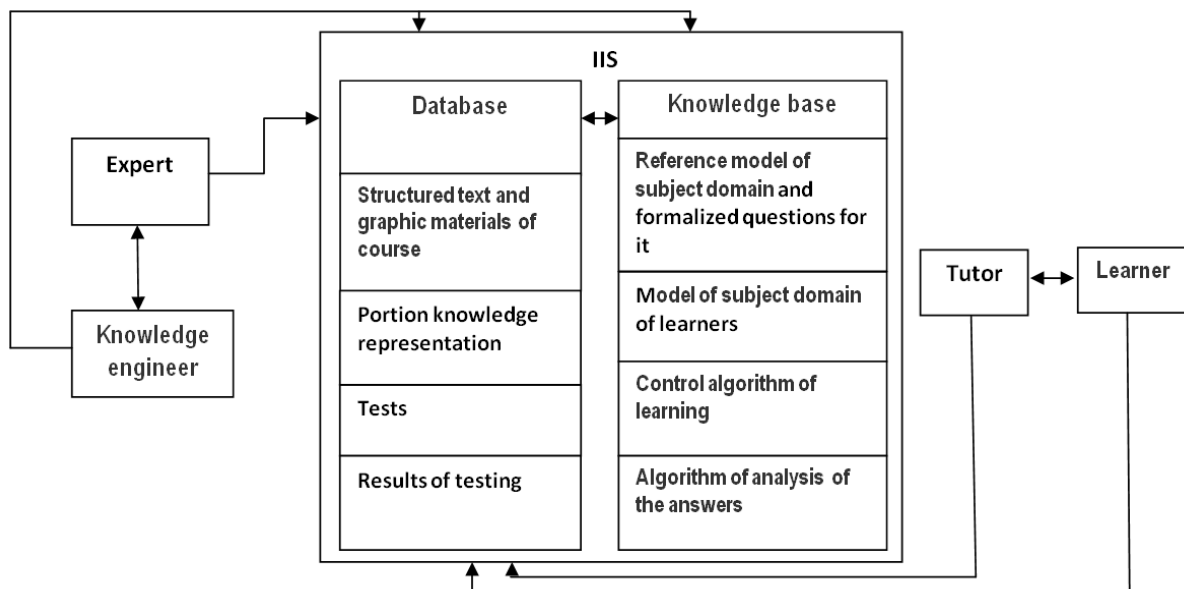 IIS
Database
Structured text and
graphic materials of
course
Portion knowledge
representation
Tests
Results of testing
Knowledge base
Reference model of
subject domain and
formalized questions for
it
Model of subject domain
of learners
Control algorithm of
learning
Algorithm of analysis of
the answers
Expert
Knowledge
engineer
Tutor
Learner